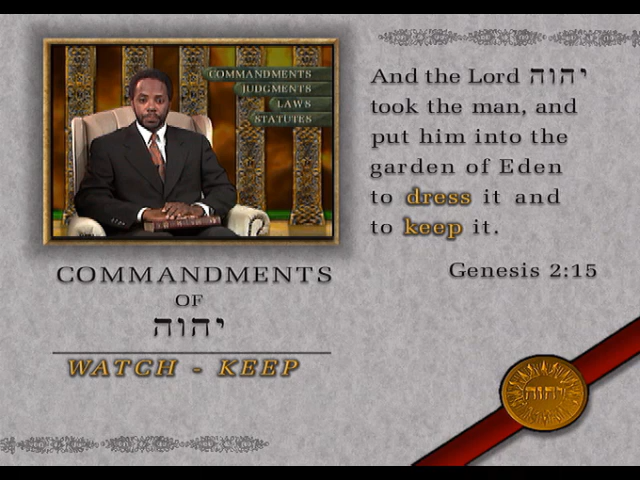 COMMANDMENTS
JUDGMENTS
LAWS
STATUTES
COMMANDMENTS
OF
יהוה
WATCH - KEEP
And the Lord יהוה
took the man, and
put him into the
garden of Eden
to dress it and
to keep it.
Genesis 2:15
יהוה